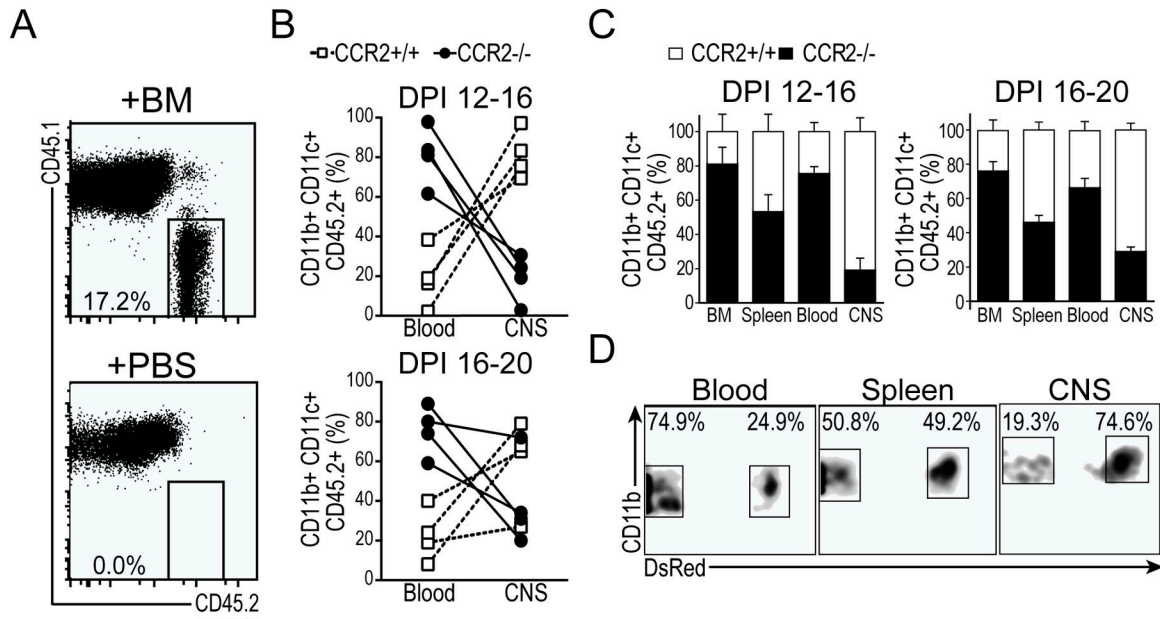 A
+BM
CD45.1
17.2%
+PBS
0.0%
CD45.2
B
CCR2+/+ CCR2-/-
DPI 12-16
CD11b+ CD11c+
CD45.2+ (%)
100
80
60
40
20
0
Blood CNS
DPI 16-20
CD11b+ CD11c+
CD45.2+ (%)
100
80
60
40
20
0
Blood CNS
C
CCR2+/+ CCR2-/-
DPI 12-16
CD11b+ CD11c+
CD45.2+ (%)
100
80
60
40
20
0
BM Spleen Blood CNS
DPI 16-20
CD11b+ CD11c+
CD45.2+ (%)
100
80
60
40
20
0
BM Spleen Blood CNS
D
Blood Spleen CNS
74.9% 24.9% 50.8% 49.2% 19.3% 74.6%
CD11b
DsRed